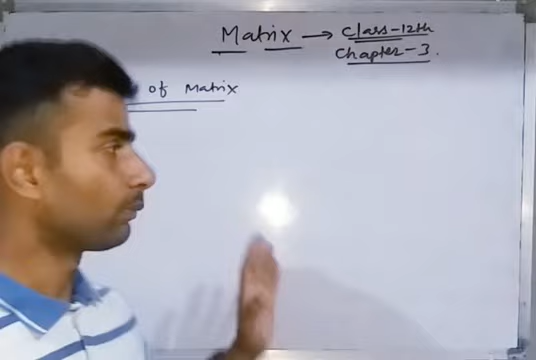 Matrix → Class-12th
Chapter-3.
of Matrix